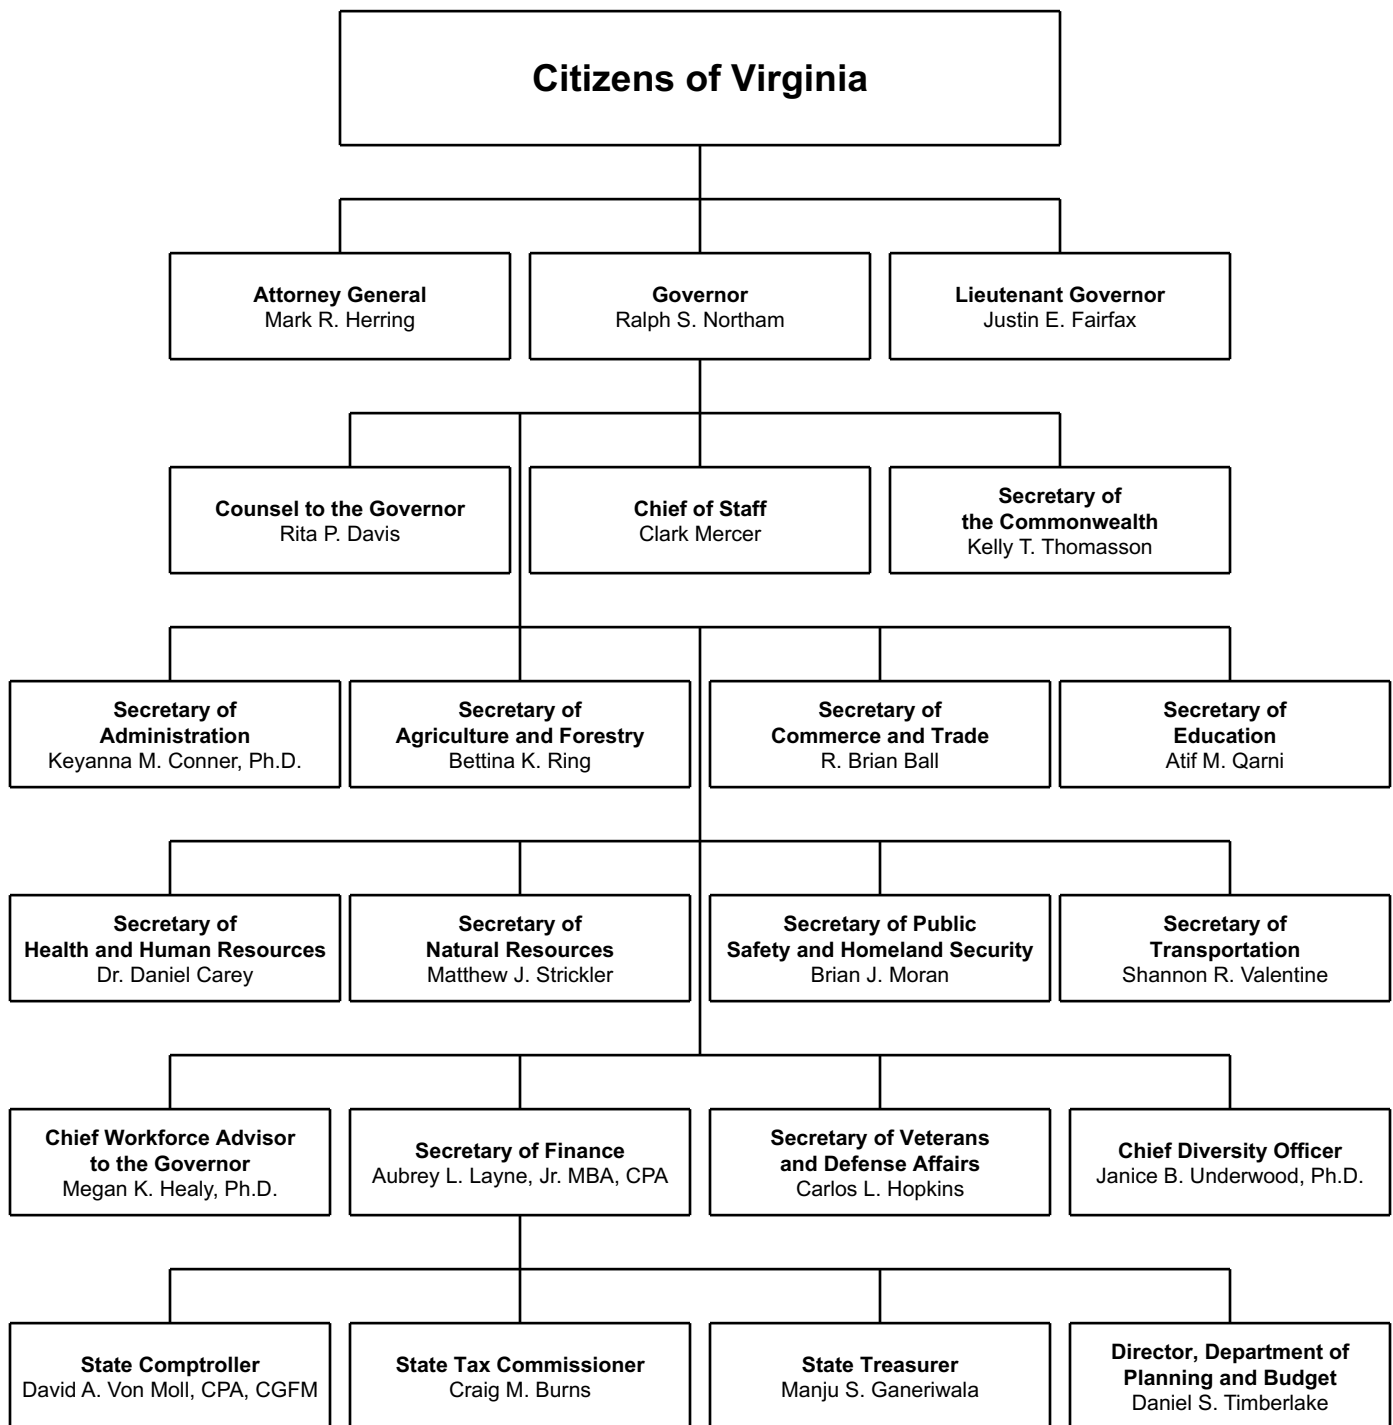 Citizens of Virginia
Attorney General
Mark R. Herring
Governor
Ralph S. Northam
Lieutenant Governor
Justin E. Fairfax
Counsel to the Governor
Rita P. Davis
Chief of Staff
Clark Mercer
Secretary of
the Commonwealth
Kelly T. Thomasson
Secretary of
Administration
Keyanna M. Conner, Ph.D.
Secretary of
Agriculture and Forestry
Bettina K. Ring
Secretary of
Commerce and Trade
R. Brian Ball
Secretary of
Education
Atif M. Qarni
Secretary of
Health and Human Resources
Dr. Daniel Carey
Secretary of
Natural Resources
Matthew J. Strickler
Secretary of Public
Safety and Homeland Security
Brian J. Moran
Secretary of
Transportation
Shannon R. Valentine
Chief Workforce Advisor
to the Governor
Megan K. Healy, Ph.D.
Secretary of Finance
Aubrey L. Layne, Jr. MBA, CPA
Secretary of Veterans
and Defense Affairs
Carlos L. Hopkins
Chief Diversity Officer
Janice B. Underwood, Ph.D.
State Comptroller
David A. Von Moll, CPA, CGFM
State Tax Commissioner
Craig M. Burns
State Treasurer
Manju S. Ganeriwala
Director, Department of
Planning and Budget
Daniel S. Timberlake